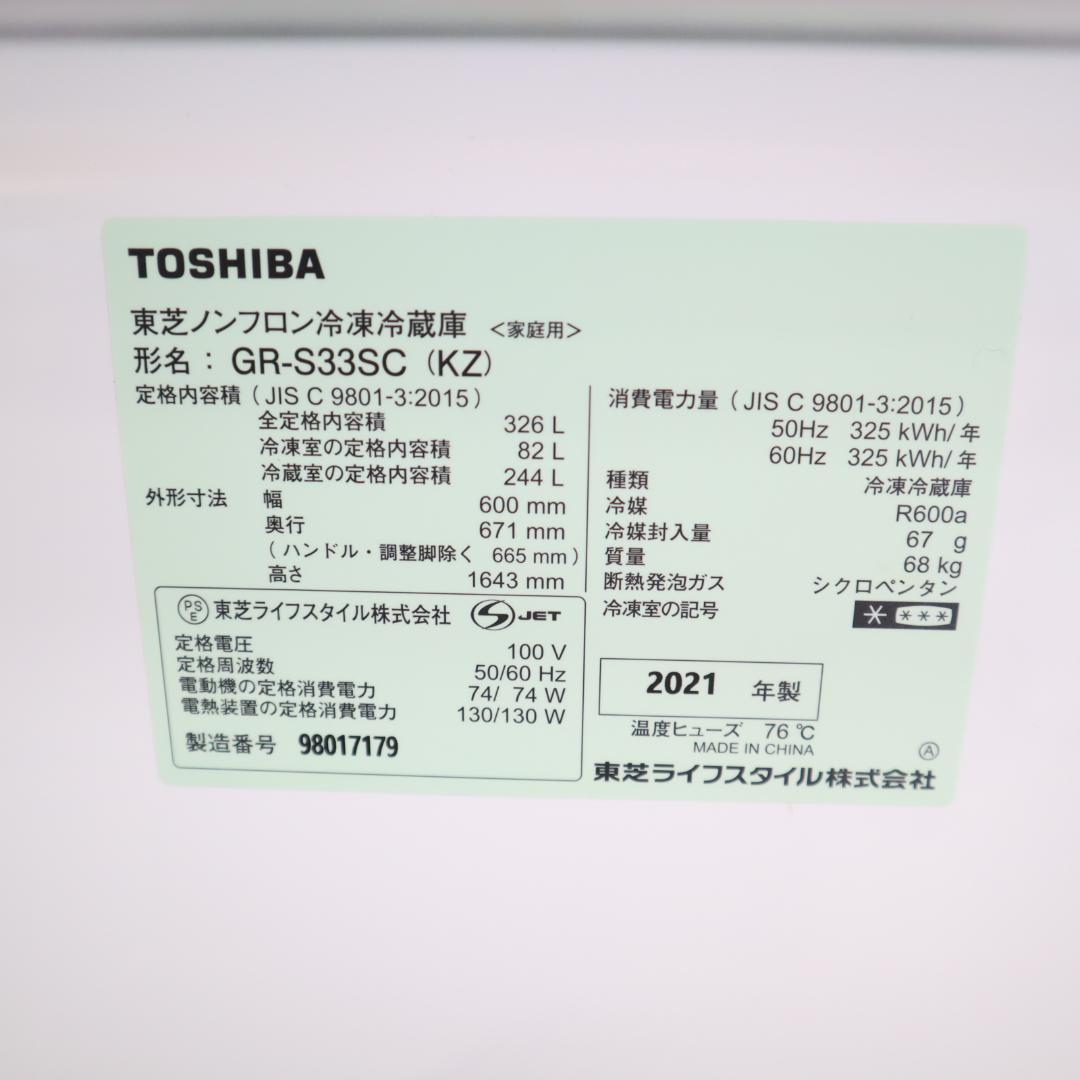 TOSHIBA
東芝ノンフロン冷凍冷蔵庫 <家庭用>
形名: GR-S33SC (KZ)
定格内容積 (JIS C 9801-3:2015)
全定格内容積 326 L
冷凍室の定格内容積 82 L
冷蔵室の定格内容積 244 L
外形寸法 幅 600 mm
奥行 671 mm
(ハンドル・調整脚除く 665 mm)
高さ 1643 mm
PSE 東芝ライフスタイル株式会社 S JET
定格電圧 100 V
定格周波数 50/60 Hz
電動機の定格消費電力 74/ 74 W
電熱装置の定格消費電力 130/130 W
製造番号 98017179
消費電力量 (JIS C 9801-3:2015)
50Hz 325 kWh/年
60Hz 325 kWh/年
種類 冷凍冷蔵庫
冷媒 R600a
冷媒封入量 67 g
質量 68 kg
断熱発泡ガス シクロペンタン
冷凍室の記号 * ***
2021 年製
温度ヒューズ 76 ℃
MADE IN CHINA Ⓐ
東芝ライフスタイル株式会社